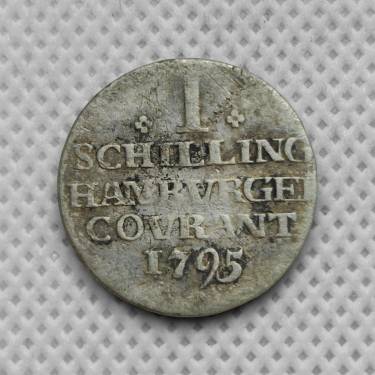 1
SCHILLING
HAMBVRGER
COVRANT
1795